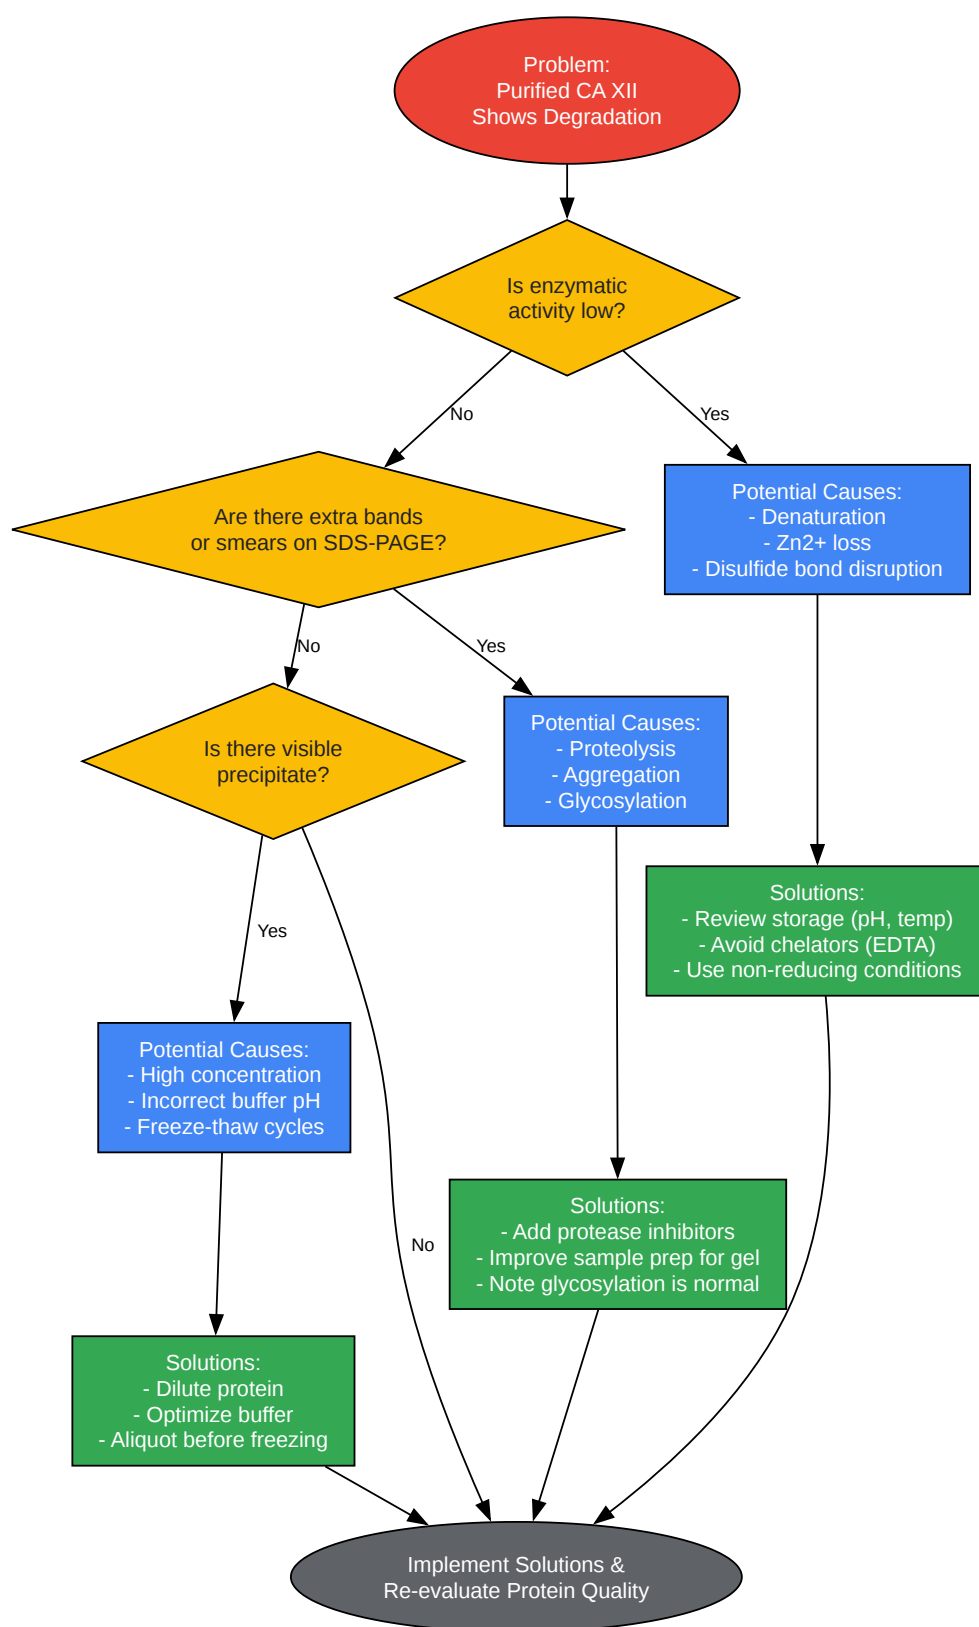 Problem:
Purified CA XII
Shows Degradation
Is enzymatic
activity low?
No
Yes
Are there extra bands
or smears on SDS-PAGE?
Potential Causes:
- Denaturation
- Zn2+ loss
- Disulfide bond disruption
No
Yes
Is there visible
precipitate?
Potential Causes:
- Proteolysis
- Aggregation
- Glycosylation
Solutions:
- Review storage (pH, temp)
- Avoid chelators (EDTA)
- Use non-reducing conditions
Yes
Potential Causes:
- High concentration
- Incorrect buffer pH
- Freeze-thaw cycles
No
Solutions:
- Add protease inhibitors
- Improve sample prep for gel
- Note glycosylation is normal
Solutions:
- Dilute protein
- Optimize buffer
- Aliquot before freezing
Implement Solutions &
Re-evaluate Protein Quality